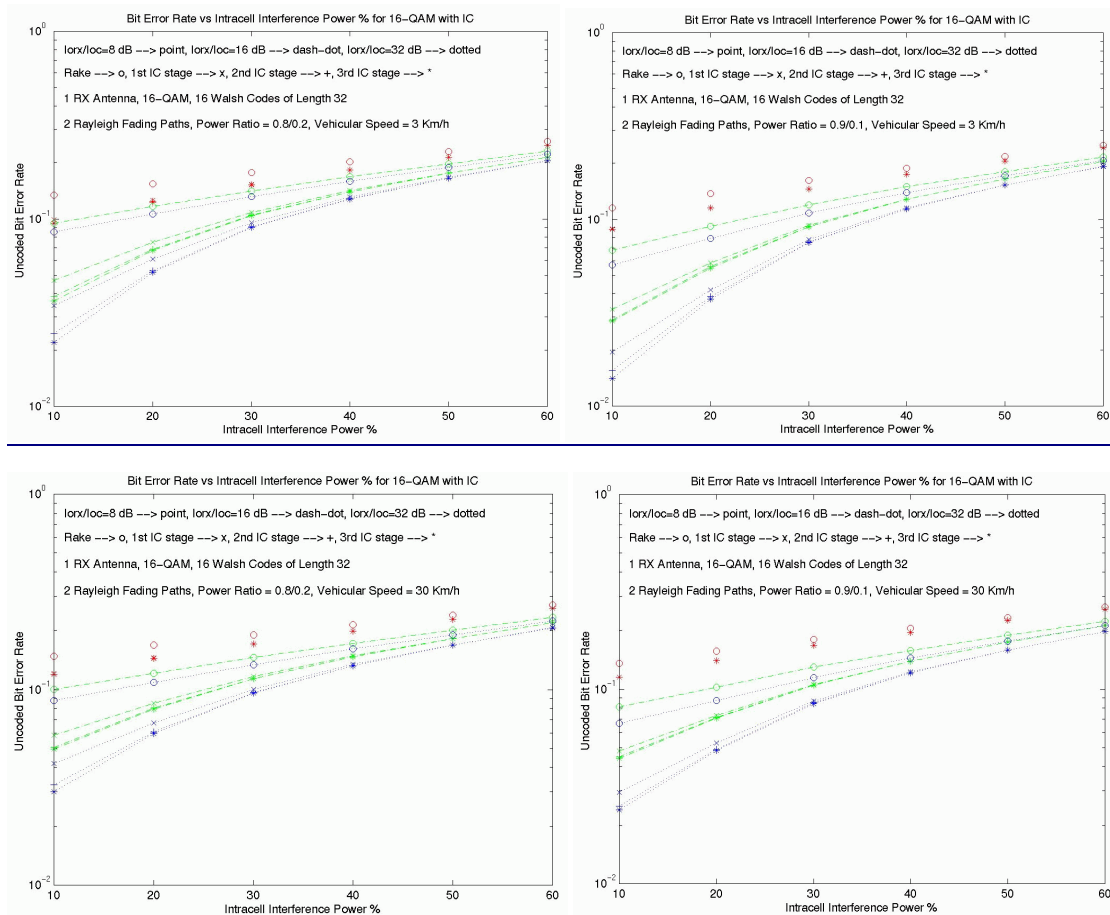 Bit Error Rate vs Intracell Interference Power % for 16−QAM with IC
Iorx/Ioc=8 dB −−> point, Iorx/Ioc=16 dB −−> dash−dot, Iorx/Ioc=32 dB −−> dotted
Rake −−> o, 1st IC stage −−> x, 2nd IC stage −−> +, 3rd IC stage −−> *
1 RX Antenna, 16−QAM, 16 Walsh Codes of Length 32
2 Rayleigh Fading Paths, Power Ratio = 0.8/0.2, Vehicular Speed = 3 Km/h
Uncoded Bit Error Rate
10^0
10^−1
10^−2
10 20 30 40 50 60
Intracell Interference Power %
Bit Error Rate vs Intracell Interference Power % for 16−QAM with IC
Iorx/Ioc=8 dB −−> point, Iorx/Ioc=16 dB −−> dash−dot, Iorx/Ioc=32 dB −−> dotted
Rake −−> o, 1st IC stage −−> x, 2nd IC stage −−> +, 3rd IC stage −−> *
1 RX Antenna, 16−QAM, 16 Walsh Codes of Length 32
2 Rayleigh Fading Paths, Power Ratio = 0.9/0.1, Vehicular Speed = 3 Km/h
Uncoded Bit Error Rate
10^0
10^−1
10^−2
10 20 30 40 50 60
Intracell Interference Power %
Bit Error Rate vs Intracell Interference Power % for 16−QAM with IC
Iorx/Ioc=8 dB −−> point, Iorx/Ioc=16 dB −−> dash−dot, Iorx/Ioc=32 dB −−> dotted
Rake −−> o, 1st IC stage −−> x, 2nd IC stage −−> +, 3rd IC stage −−> *
1 RX Antenna, 16−QAM, 16 Walsh Codes of Length 32
2 Rayleigh Fading Paths, Power Ratio = 0.8/0.2, Vehicular Speed = 30 Km/h
Uncoded Bit Error Rate
10^0
10^−1
10^−2
10 20 30 40 50 60
Intracell Interference Power %
Bit Error Rate vs Intracell Interference Power % for 16−QAM with IC
Iorx/Ioc=8 dB −−> point, Iorx/Ioc=16 dB −−> dash−dot, Iorx/Ioc=32 dB −−> dotted
Rake −−> o, 1st IC stage −−> x, 2nd IC stage −−> +, 3rd IC stage −−> *
1 RX Antenna, 16−QAM, 16 Walsh Codes of Length 32
2 Rayleigh Fading Paths, Power Ratio = 0.9/0.1, Vehicular Speed = 30 Km/h
Uncoded Bit Error Rate
10^0
10^−1
10^−2
10 20 30 40 50 60
Intracell Interference Power %